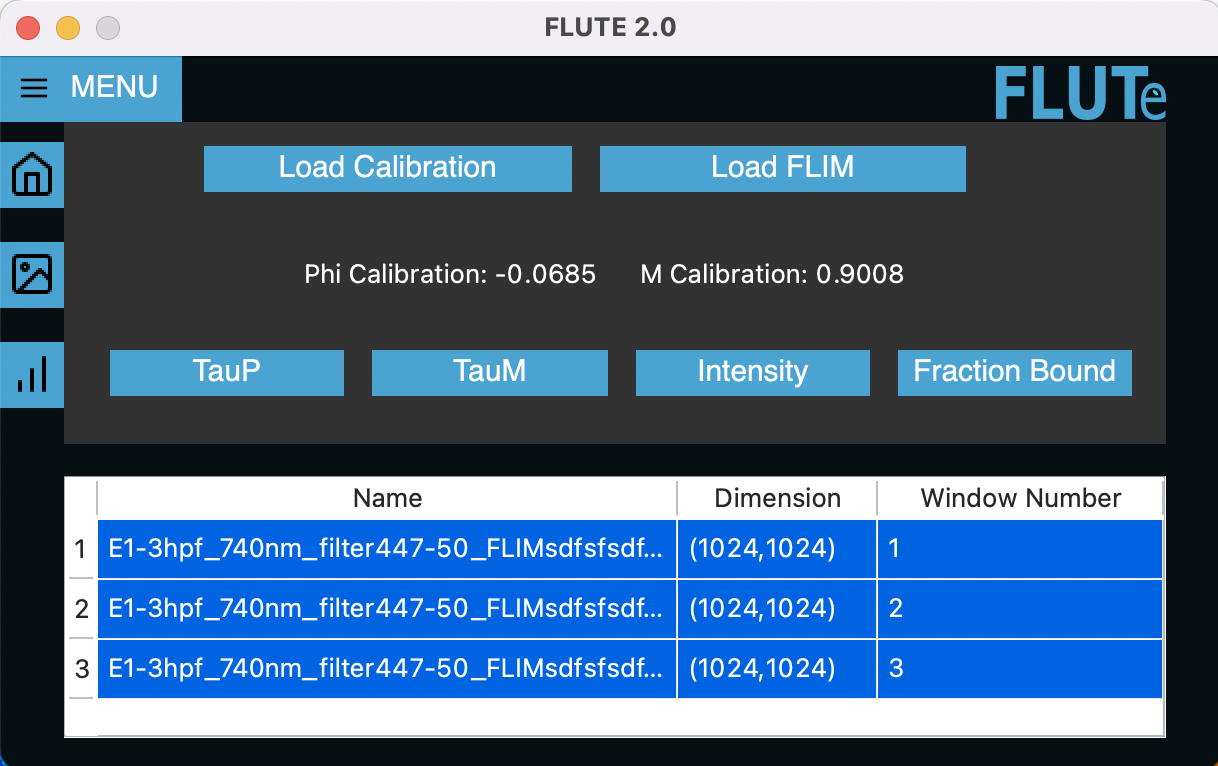 FLUTE 2.0
MENU
FLUTe
Load Calibration
Load FLIM
Phi Calibration: -0.0685
M Calibration: 0.9008
TauP
TauM
Intensity
Fraction Bound
Name
Dimension
Window Number
1 E1-3hpf_740nm_filter447-50_FLIMsdfsfsdf... (1024,1024) 1
2 E1-3hpf_740nm_filter447-50_FLIMsdfsfsdf... (1024,1024) 2
3 E1-3hpf_740nm_filter447-50_FLIMsdfsfsdf... (1024,1024) 3